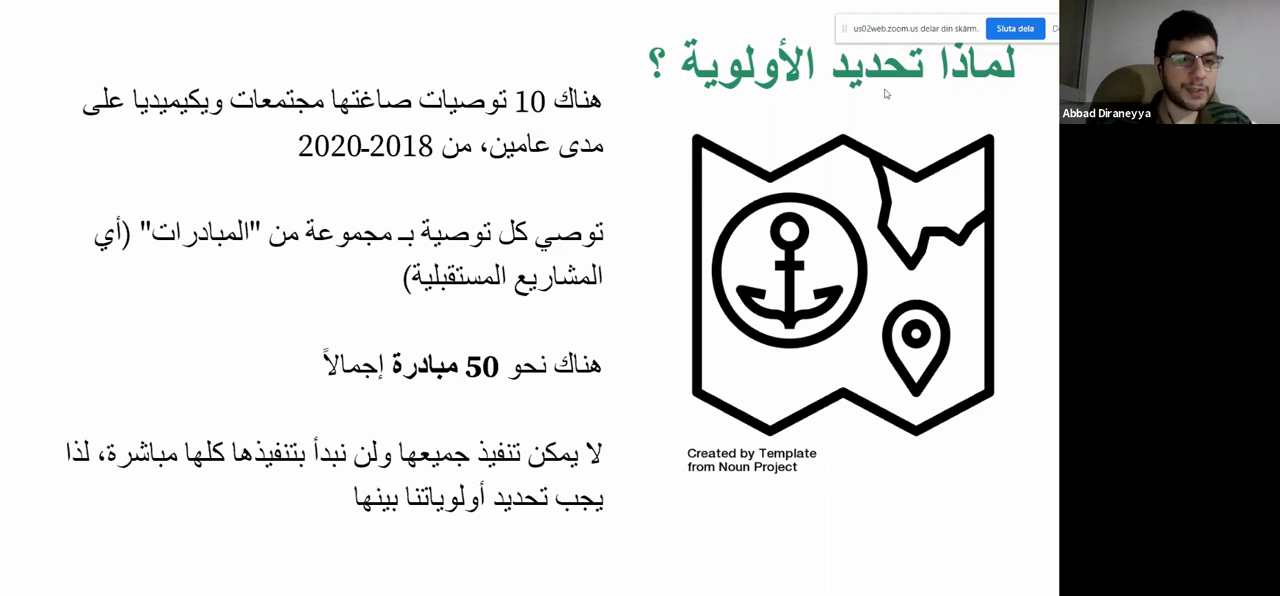 us02web.zoom.us delar din skärm.
Sluta dela
لماذا تحديد الأولوية ؟
Abbad Diraneyya
هناك 10 توصيات صاغتها مجتمعات ويكيميديا على
مدى عامين، من 2018-2020
توصي كل توصية بـ مجموعة من "المبادرات" (أي
المشاريع المستقبلية)
هناك نحو 50 مبادرة إجمالاً
لا يمكن تنفيذ جميعها ولن نبدأ بتنفيذها كلها مباشرة، لذا
يجب تحديد أولوياتنا بينها
Created by Template
from Noun Project